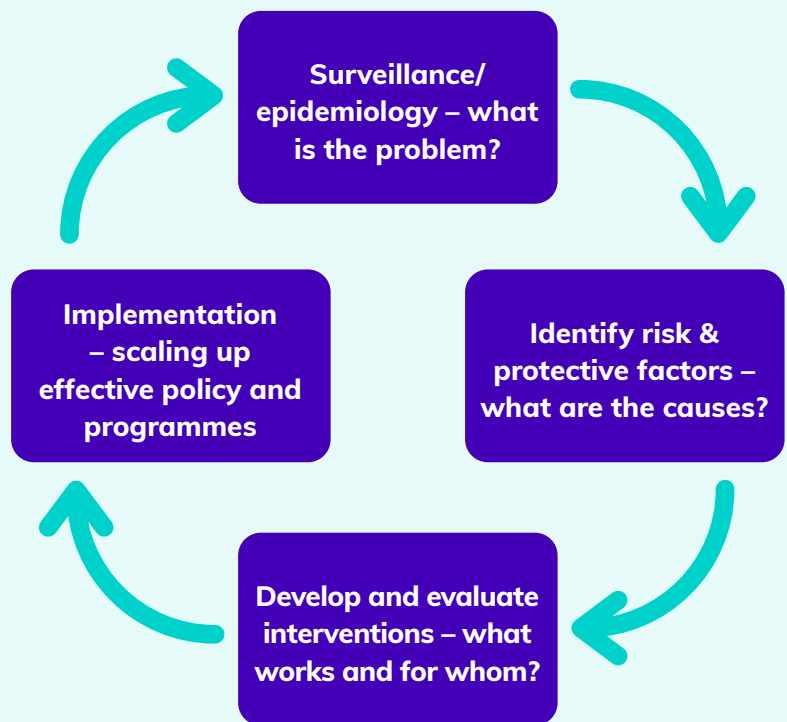 Surveillance/
epidemiology – what
is the problem?
Identify risk &
protective factors –
what are the causes?
Develop and evaluate
interventions – what
works and for whom?
Implementation
– scaling up
effective policy and
programmes